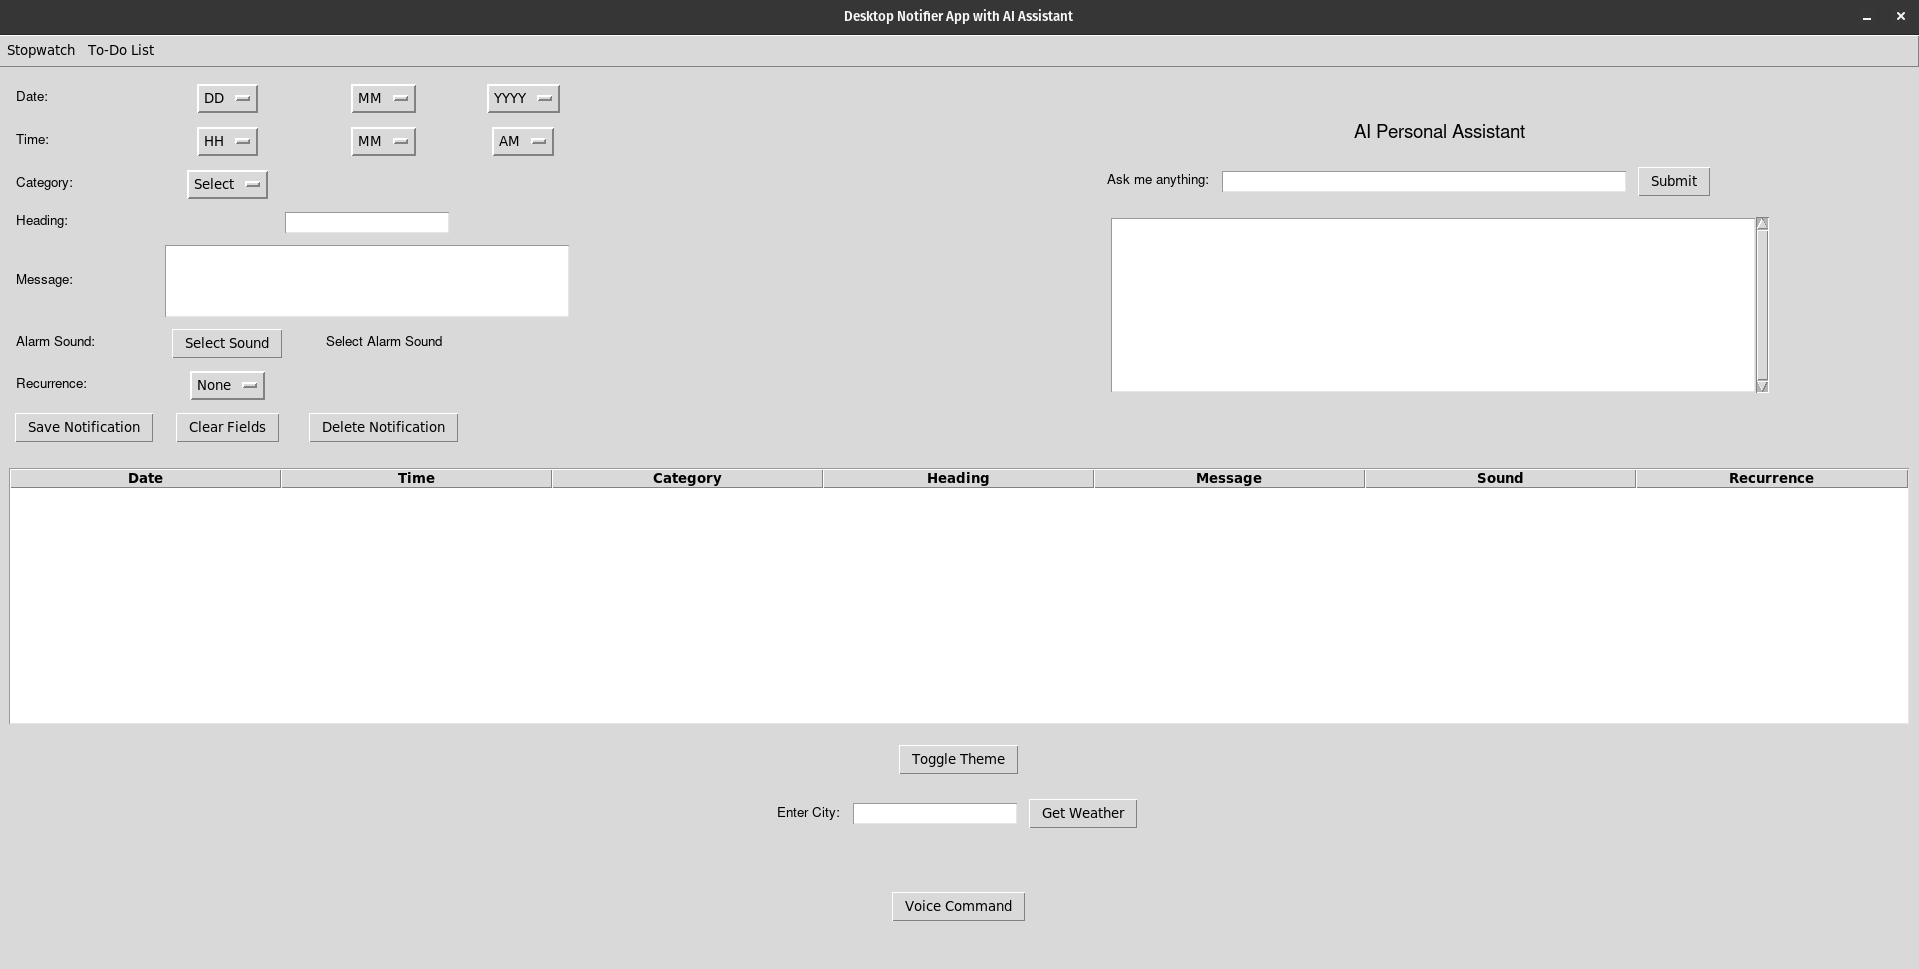 Desktop Notifier App with AI Assistant
Stopwatch To-Do List
Date: DD MM YYYY
Time: HH MM AM
Category: Select
Heading:
Message:
Alarm Sound: Select Sound Select Alarm Sound
Recurrence: None
Save Notification Clear Fields Delete Notification
AI Personal Assistant
Ask me anything: Submit
Date Time Category Heading Message Sound Recurrence
Toggle Theme
Enter City: Get Weather
Voice Command